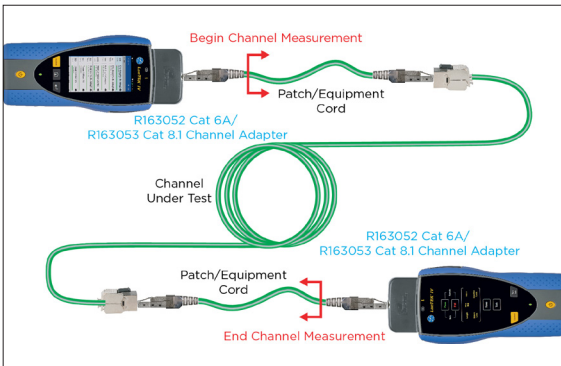 Begin Channel Measurement
Patch/Equipment
Cord
R163052 Cat 6A/
R163053 Cat 8.1 Channel Adapter
Channel
Under Test
R163052 Cat 6A/
R163053 Cat 8.1 Channel Adapter
Patch/Equipment
Cord
End Channel Measurement